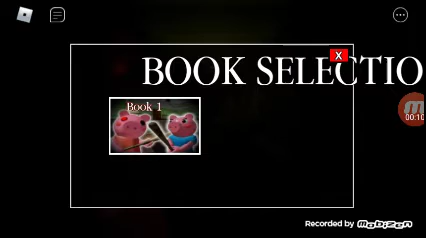 X
BOOK SELECTIO
Book 1
00:10
Recorded by mobizen